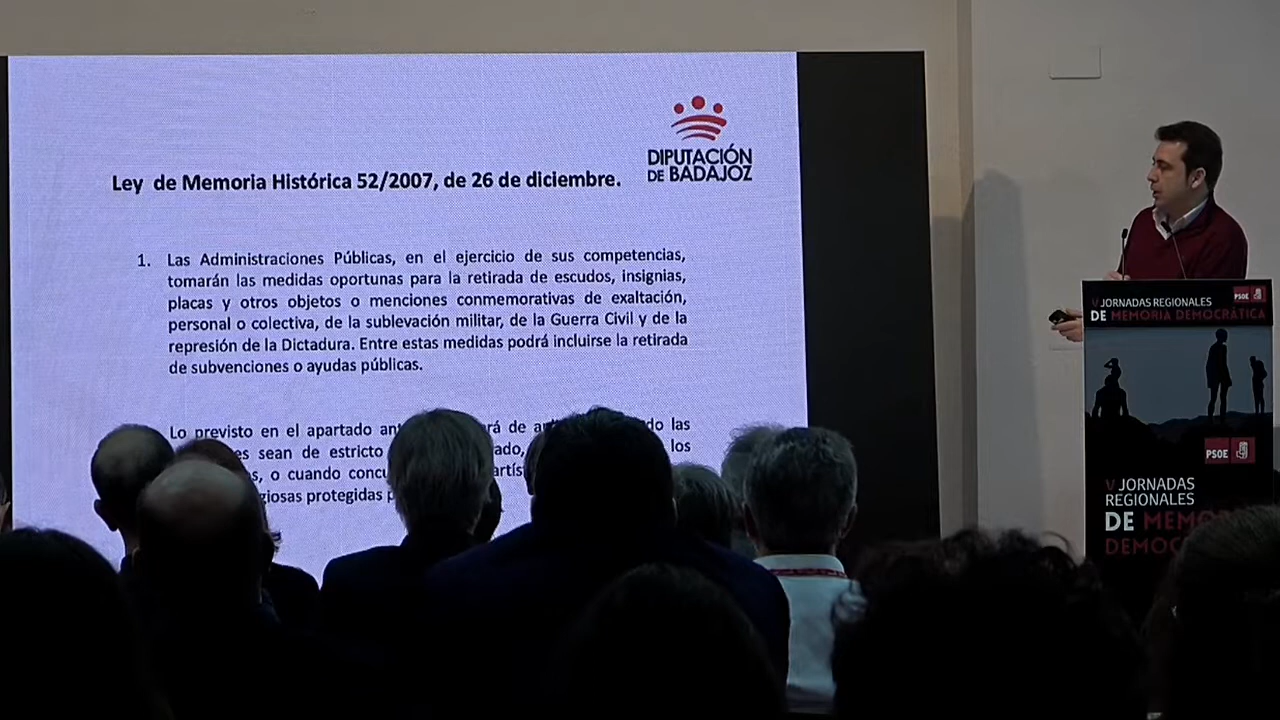 DIPUTACIÓN
DE BADAJOZ
Ley de Memoria Histórica 52/2007, de 26 de diciembre.
1. Las Administraciones Públicas, en el ejercicio de sus competencias,
tomarán las medidas oportunas para la retirada de escudos, insignias,
placas y otros objetos o menciones conmemorativas de exaltación,
personal o colectiva, de la sublevación militar, de la Guerra Civil y de la
represión de la Dictadura. Entre estas medidas podrá incluirse la retirada
de subvenciones o ayudas públicas.
Lo previsto en el apartado las
sean de estricto los
o cuando
protegidas
V JORNADAS REGIONALES
DE MEMORIA DEMOCRÁTICA
PSOE
PSOE
V JORNADAS
REGIONALES
DE